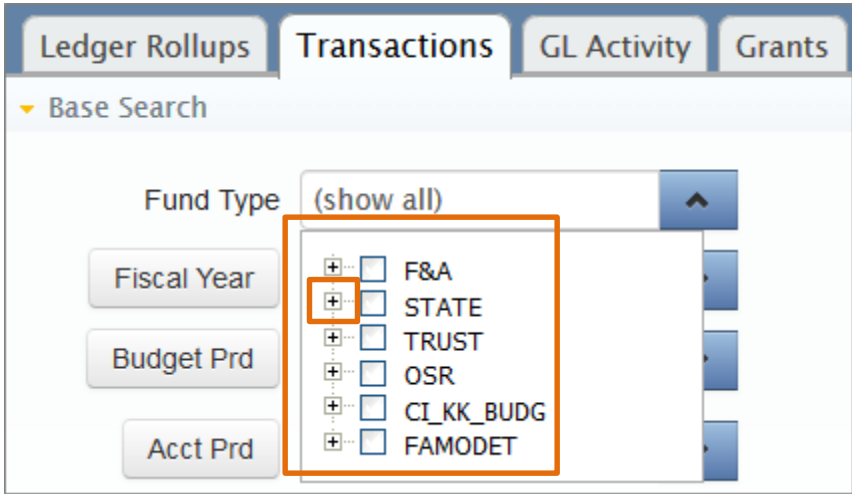 Ledger Rollups Transactions GL Activity Grants
Base Search
Fund Type (show all)
Fiscal Year
F&A
STATE
Budget Prd
TRUST
OSR
CI_KK_BUDG
Acct Prd
FAMODET